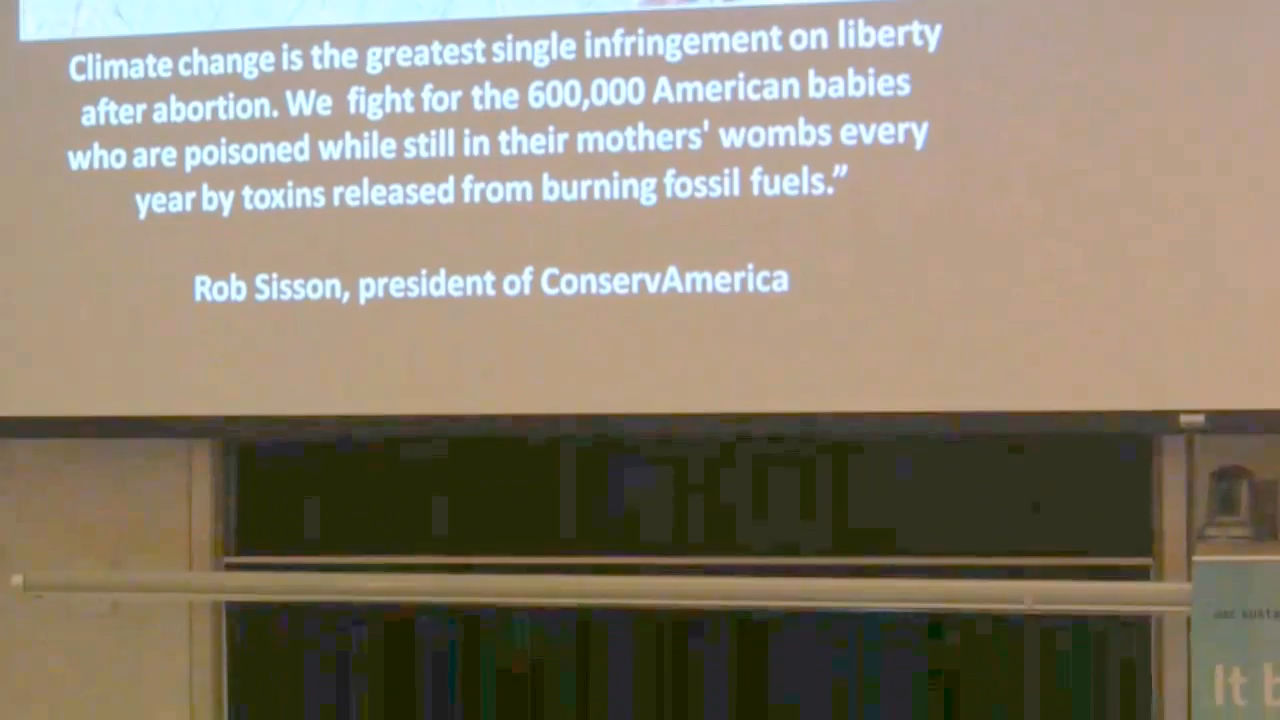 Climate change is the greatest single infringement on liberty
after abortion. We fight for the 600,000 American babies
who are poisoned while still in their mothers' wombs every
year by toxins released from burning fossil fuels.”
Rob Sisson, president of ConservAmerica
It